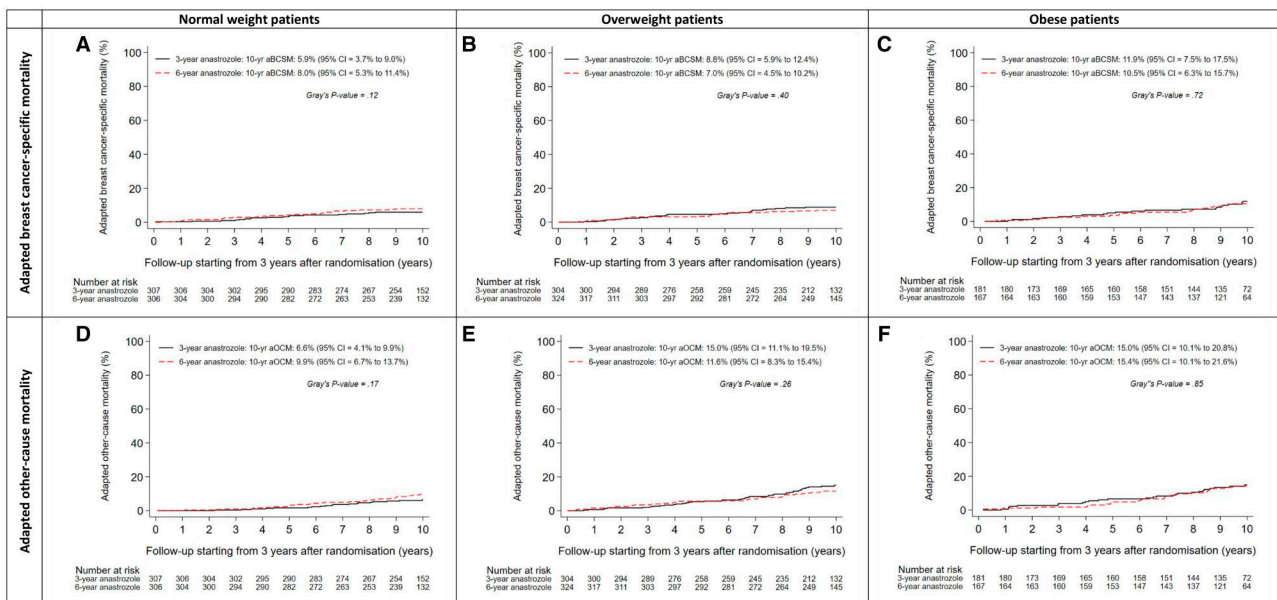 Normal weight patients
Overweight patients
Obese patients
Adapted breast cancer-specific mortality
A
Adapted breast cancer-specific mortality (%)
100
80
60
40
20
0
3-year anastrozole: 10-yr aBCSM: 5.9% (95% CI = 3.7% to 9.0%)
6-year anastrozole: 10-yr aBCSM: 8.0% (95% CI = 5.3% to 11.4%)
Gray's P-value = .12
0 1 2 3 4 5 6 7 8 9 10
Follow-up starting from 3 years after randomisation (years)
Number at risk
3-year anastrozole 307 306 304 302 295 290 283 274 267 254 152
6-year anastrozole 306 304 300 294 290 282 272 263 253 239 132
B
Adapted breast cancer-specific mortality (%)
100
80
60
40
20
0
3-year anastrozole: 10-yr aBCSM: 8.8% (95% CI = 5.9% to 12.4%)
6-year anastrozole: 10-yr aBCSM: 7.0% (95% CI = 4.5% to 10.2%)
Gray's P-value = .40
0 1 2 3 4 5 6 7 8 9 10
Follow-up starting from 3 years after randomisation (years)
Number at risk
3-year anastrozole 304 300 294 289 276 258 259 245 235 212 132
6-year anastrozole 324 317 311 303 297 292 281 272 264 249 145
C
Adapted breast cancer-specific mortality (%)
100
80
60
40
20
0
3-year anastrozole: 10-yr aBCSM: 11.9% (95% CI = 7.5% to 17.5%)
6-year anastrozole: 10-yr aBCSM: 10.5% (95% CI = 6.3% to 15.7%)
Gray's P-value = .72
0 1 2 3 4 5 6 7 8 9 10
Follow-up starting from 3 years after randomisation (years)
Number at risk
3-year anastrozole 181 180 173 169 165 160 158 151 144 135 72
6-year anastrozole 167 164 163 160 159 153 147 143 137 121 64
Adapted other-cause mortality
D
Adapted other-cause mortality (%)
100
80
60
40
20
0
3-year anastrozole: 10-yr aOCM: 6.6% (95% CI = 4.1% to 9.9%)
6-year anastrozole: 10-yr aOCM: 9.9% (95% CI = 6.7% to 13.7%)
Gray's P-value = .17
0 1 2 3 4 5 6 7 8 9 10
Follow-up starting from 3 years after randomisation (years)
Number at risk
3-year anastrozole 307 306 304 302 295 290 283 274 267 254 152
6-year anastrozole 306 304 300 294 290 282 272 263 253 239 132
E
Adapted other-cause mortality (%)
100
80
60
40
20
0
3-year anastrozole: 10-yr aOCM: 15.0% (95% CI = 11.1% to 19.5%)
6-year anastrozole: 10-yr aOCM: 11.6% (95% CI = 8.3% to 15.4%)
Gray's P-value = .26
0 1 2 3 4 5 6 7 8 9 10
Follow-up starting from 3 years after randomisation (years)
Number at risk
3-year anastrozole 304 300 294 289 276 258 259 245 235 212 132
6-year anastrozole 324 317 311 303 297 292 281 272 264 249 145
F
Adapted other-cause mortality (%)
100
80
60
40
20
0
3-year anastrozole: 10-yr aOCM: 15.0% (95% CI = 10.1% to 20.8%)
6-year anastrozole: 10-yr aOCM: 15.4% (95% CI = 10.1% to 21.6%)
Gray''s P-value = .85
0 1 2 3 4 5 6 7 8 9 10
Follow-up starting from 3 years after randomisation (years)
Number at risk
3-year anastrozole 181 180 173 169 165 160 158 151 144 135 72
6-year anastrozole 167 164 163 160 159 153 147 143 137 121 64